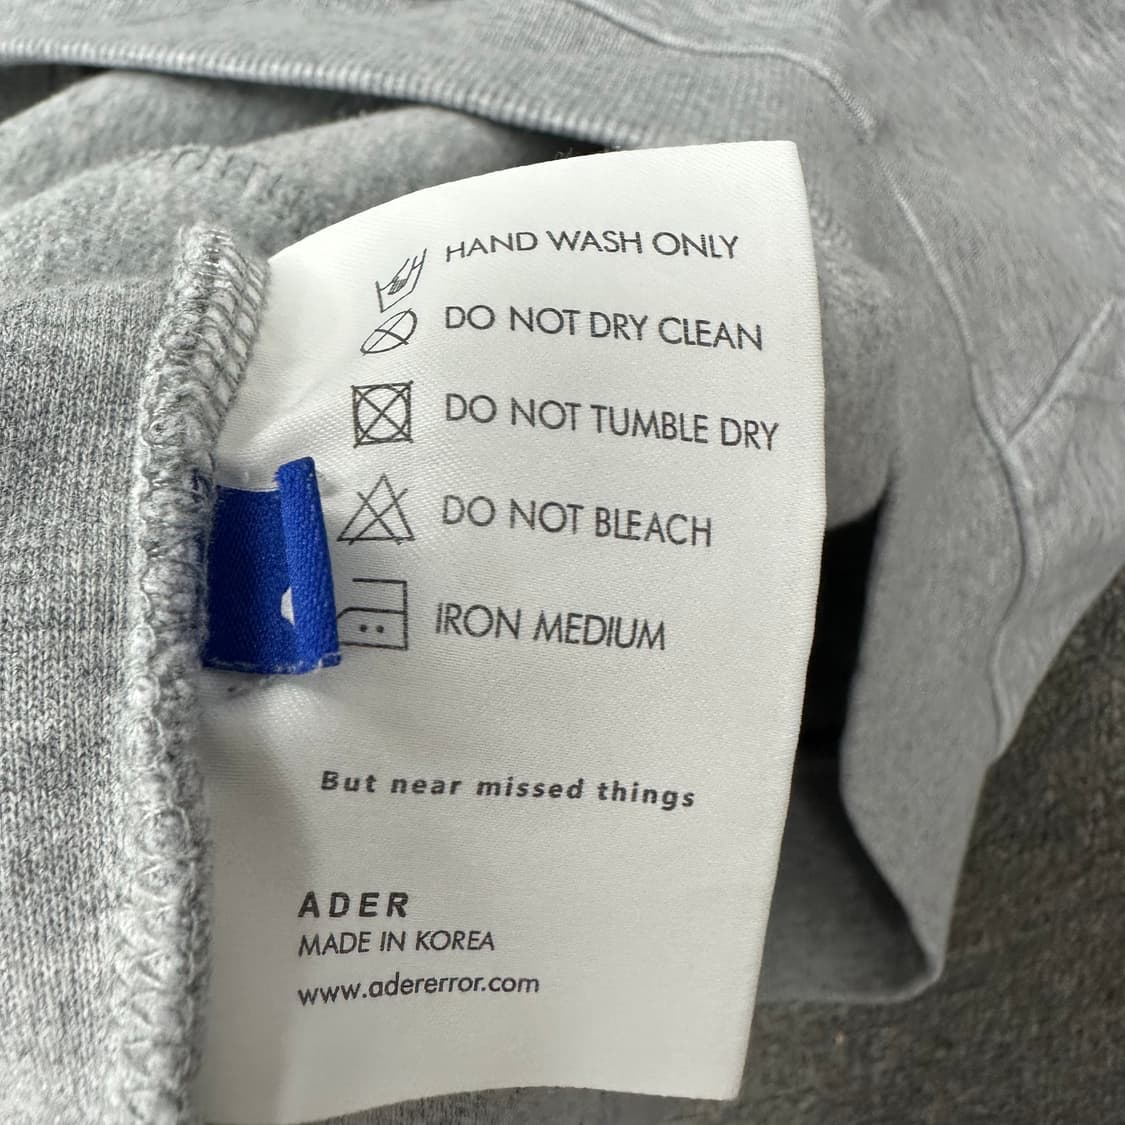 HAND WASH ONLY
DO NOT DRY CLEAN
DO NOT TUMBLE DRY
DO NOT BLEACH
IRON MEDIUM
But near missed things
ADER
MADE IN KOREA
www.adererror.com